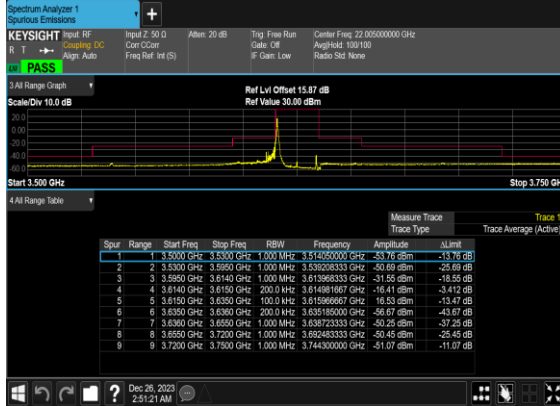 Spectrum Analyzer 1
Spurious Emissions
KEYSIGHT Input: RF Input Z: 50 Ω Atten: 20 dB Trig: Free Run Center Freq: 22.005000000 GHz
R T Coupling: DC Corr CCorr Gate: Off Avg|Hold: 100/100
Align: Auto Freq Ref: Int (S) IF Gain: Low Radio Std: None
PASS
3 All Range Graph
Ref Lvl Offset 15.87 dB
Scale/Div 10.0 dB Ref Value 30.00 dBm
20.0
0.00
-20.0
-40.0
Start 3.500 GHz Stop 3.750 GH
4 All Range Table
Measure Trace Trace 1
Trace Type Trace Average (Active)
Spur Range Start Freq Stop Freq RBW Frequency Amplitude ΔLimit
1 1 3.5000 GHz 3.5300 GHz 1.000 MHz 3.514050000 GHz -53.76 dBm -13.76 dB
2 2 3.5300 GHz 3.5950 GHz 1.000 MHz 3.539208333 GHz -50.69 dBm -25.69 dB
3 3 3.5950 GHz 3.6140 GHz 1.000 MHz 3.613968333 GHz -31.55 dBm -18.55 dB
4 4 3.6140 GHz 3.6150 GHz 200.0 kHz 3.614981667 GHz -16.41 dBm -3.412 dB
5 5 3.6150 GHz 3.6350 GHz 100.0 kHz 3.615966667 GHz 16.53 dBm -13.47 dB
6 6 3.6350 GHz 3.6360 GHz 200.0 kHz 3.635185000 GHz -56.67 dBm -43.67 dB
7 7 3.6360 GHz 3.6550 GHz 1.000 MHz 3.638723333 GHz -50.25 dBm -37.25 dB
8 8 3.6550 GHz 3.7200 GHz 1.000 MHz 3.692483333 GHz -50.45 dBm -25.45 dB
9 9 3.7200 GHz 3.7500 GHz 1.000 MHz 3.744300000 GHz -51.07 dBm -11.07 dB
Dec 26, 2023
2:51:21 AM